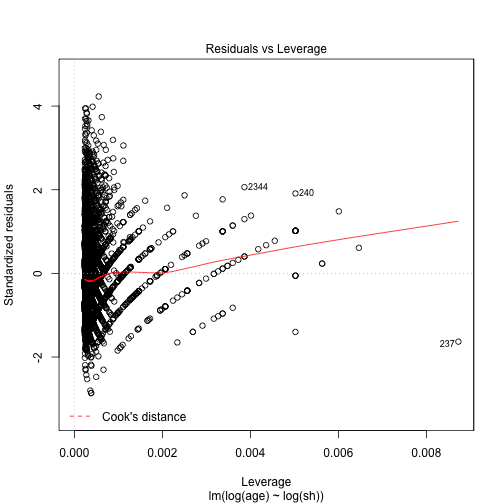 Residuals vs Leverage
Standardized residuals
4
2
0
-2
2344
240
237
Cook's distance
0.000 0.002 0.004 0.006 0.008
Leverage
lm(log(age) ~ log(sh))